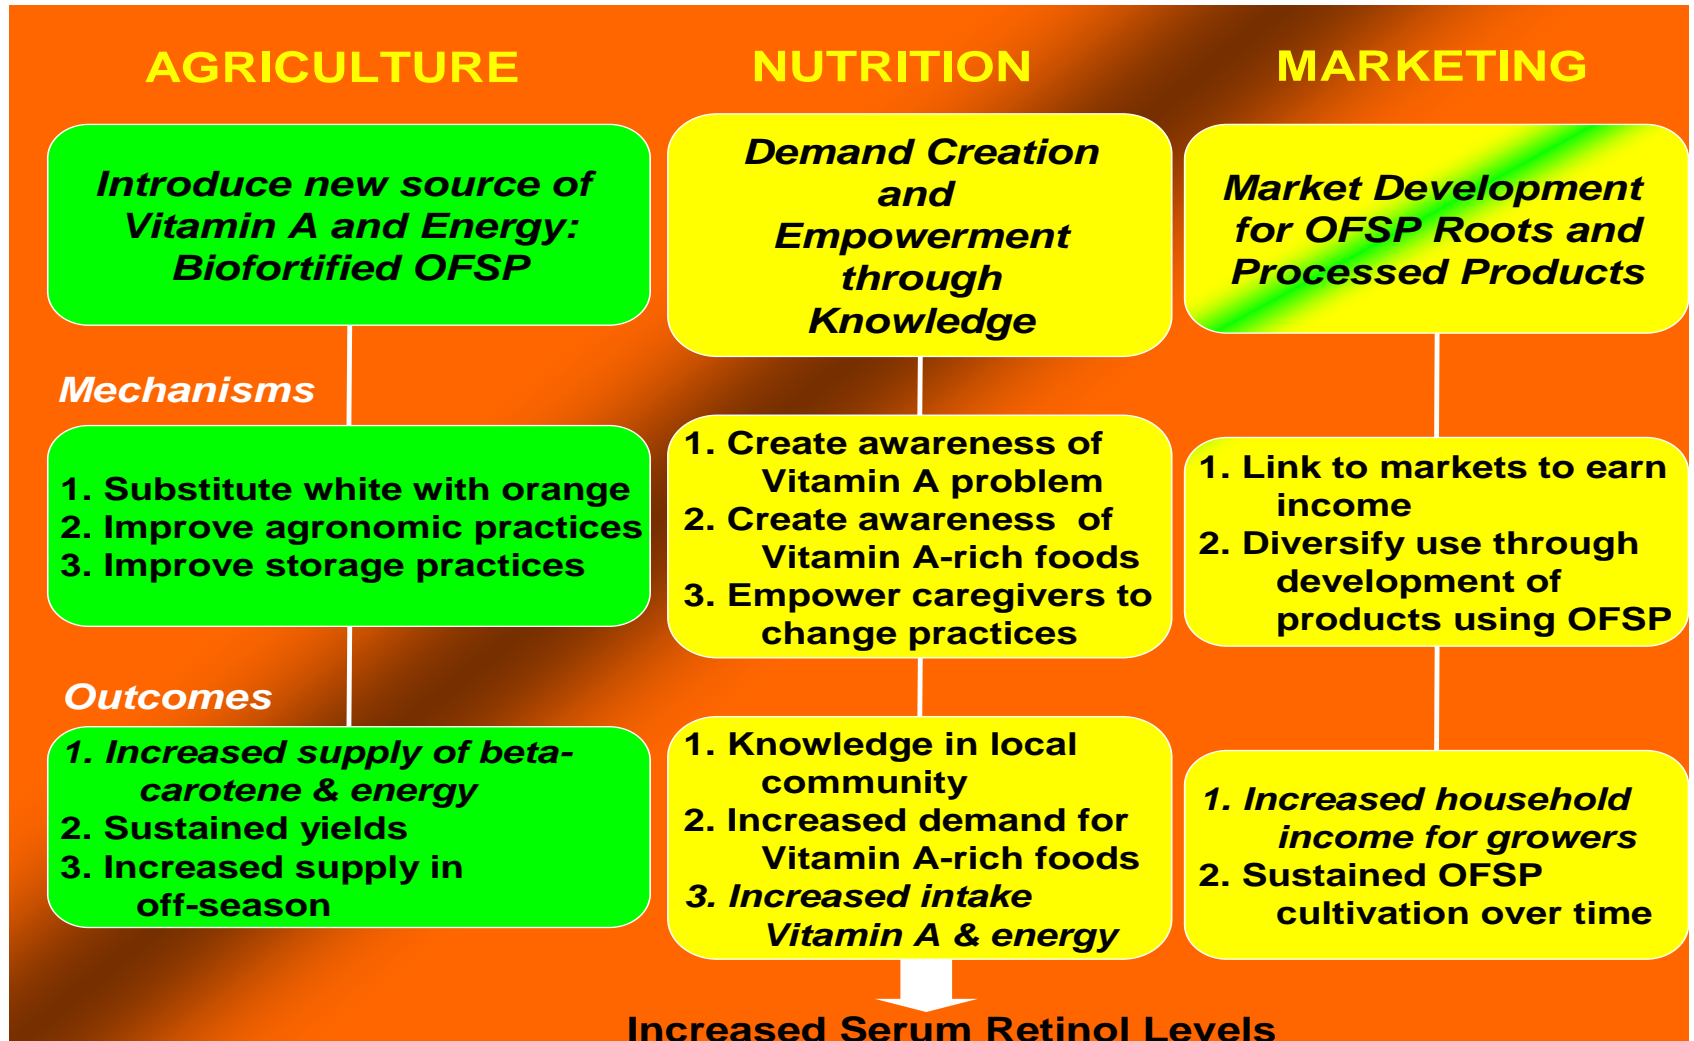 AGRICULTURE
Introduce new source of
Vitamin A and Energy:
Biofortified OFSP
Mechanisms
1. Substitute white with orange
2. Improve agronomic practices
3. Improve storage practices
Outcomes
1. Increased supply of beta-
carotene & energy
2. Sustained yields
3. Increased supply in
off-season
NUTRITION
Demand Creation
and
Empowerment
through
Knowledge
1. Create awareness of
Vitamin A problem
2. Create awareness of
Vitamin A-rich foods
3. Empower caregivers to
change practices
1. Knowledge in local
community
2. Increased demand for
Vitamin A-rich foods
3. Increased intake
Vitamin A & energy
Increased Serum Retinol Levels
MARKETING
Market Development
for OFSP Roots and
Processed Products
1. Link to markets to earn
income
2. Diversify use through
development of
products using OFSP
1. Increased household
income for growers
2. Sustained OFSP
cultivation over time